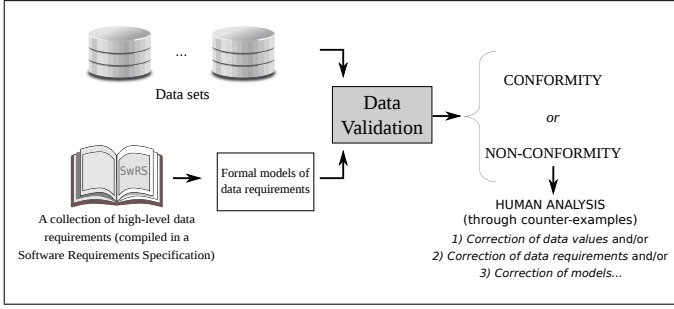 ...
Data sets
Data
Validation
CONFORMITY
or
NON-CONFORMITY
SwRS
Formal models of
data requirements
A collection of high-level data
requirements (compiled in a
Software Requirements Specification)
HUMAN ANALYSIS
(through counter-examples)
1) Correction of data values and/or
2) Correction of data requirements and/or
3) Correction of models...